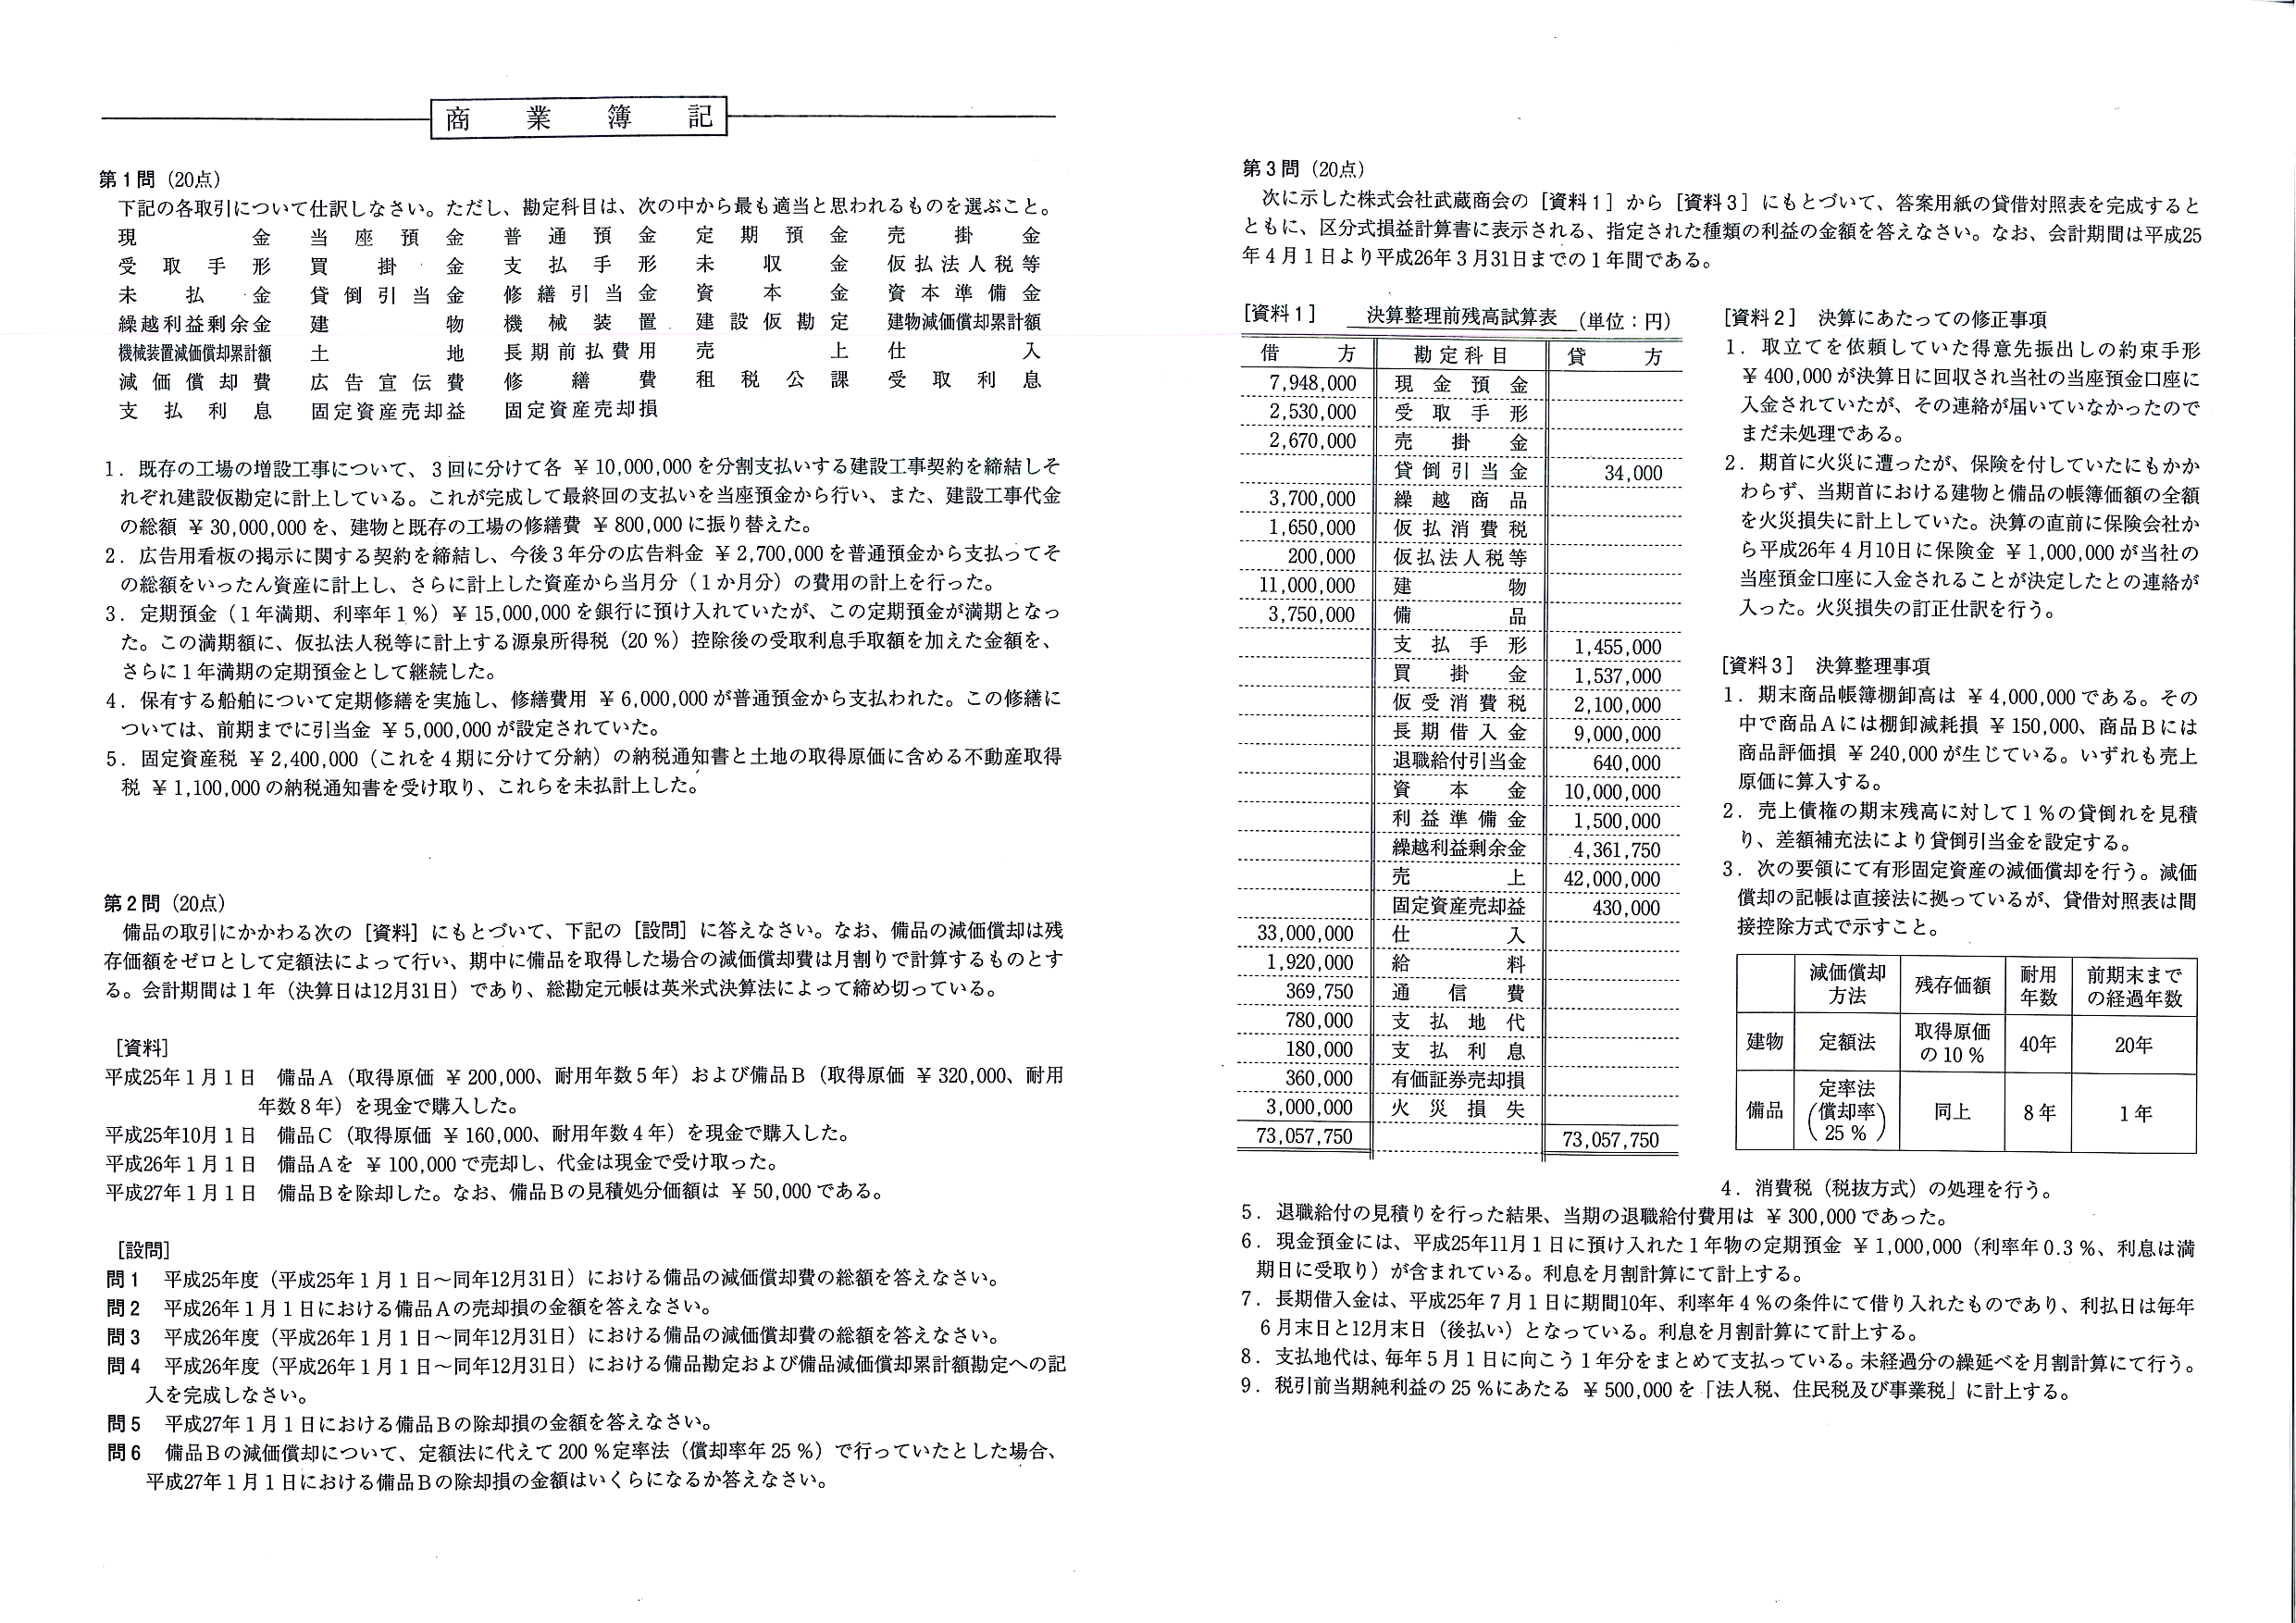 商業簿記
第1問（20点）
下記の各取引について仕訳しなさい。ただし、勘定科目は、次の中から最も適当と思われるものを選ぶこと。
現金 当座預金 普通預金 定期預金 売掛金
受取手形 買掛金 支払手形 未収金 仮払法人税等
未払金 貸倒引当金 修繕引当金 資本金 資本準備金
繰越利益剰余金 建物 機械装置 建設仮勘定 建物減価償却累計額
機械装置減価償却累計額 土地 長期前払費用 売上 仕入
減価償却費 広告宣伝費 修繕費 租税公課 受取利息
支払利息 固定資産売却益 固定資産売却損
1．既存の工場の増設工事について、3回に分けて各 ￥10,000,000を分割支払いする建設工事契約を締結しそ
れぞれ建設仮勘定に計上している。これが完成して最終回の支払いを当座預金から行い、また、建設工事代金
の総額 ￥30,000,000を、建物と既存の工場の修繕費 ￥800,000に振り替えた。
2．広告用看板の掲示に関する契約を締結し、今後3年分の広告料金 ￥2,700,000を普通預金から支払ってそ
の総額をいったん資産に計上し、さらに計上した資産から当月分（1か月分）の費用の計上を行った。
3．定期預金（1年満期、利率年1％）￥15,000,000を銀行に預け入れていたが、この定期預金が満期となっ
た。この満期額に、仮払法人税等に計上する源泉所得税（20％）控除後の受取利息手取額を加えた金額を、
さらに1年満期の定期預金として継続した。
4．保有する船舶について定期修繕を実施し、修繕費用 ￥6,000,000が普通預金から支払われた。この修繕に
ついては、前期までに引当金 ￥5,000,000が設定されていた。
5．固定資産税 ￥2,400,000（これを4期に分けて分納）の納税通知書と土地の取得原価に含める不動産取得
税 ￥1,100,000の納税通知書を受け取り、これらを未払計上した。
第2問（20点）
備品の取引にかかわる次の［資料］にもとづいて、下記の［設問］に答えなさい。なお、備品の減価償却は残
存価額をゼロとして定額法によって行い、期中に備品を取得した場合の減価償却費は月割りで計算するものとす
る。会計期間は1年（決算日は12月31日）であり、総勘定元帳は英米式決算法によって締め切っている。
［資料］
平成25年1月1日 備品A（取得原価 ￥200,000、耐用年数5年）および備品B（取得原価 ￥320,000、耐用
年数8年）を現金で購入した。
平成25年10月1日 備品C（取得原価 ￥160,000、耐用年数4年）を現金で購入した。
平成26年1月1日 備品Aを ￥100,000で売却し、代金は現金で受け取った。
平成27年1月1日 備品Bを除却した。なお、備品Bの見積処分価額は ￥50,000である。
［設問］
問1 平成25年度（平成25年1月1日～同年12月31日）における備品の減価償却費の総額を答えなさい。
問2 平成26年1月1日における備品Aの売却損の金額を答えなさい。
問3 平成26年度（平成26年1月1日～同年12月31日）における備品の減価償却費の総額を答えなさい。
問4 平成26年度（平成26年1月1日～同年12月31日）における備品勘定および備品減価償却累計額勘定への記
入を完成しなさい。
問5 平成27年1月1日における備品Bの除却損の金額を答えなさい。
問6 備品Bの減価償却について、定額法に代えて200％定率法（償却率年25％）で行っていたとした場合、
平成27年1月1日における備品Bの除却損の金額はいくらになるか答えなさい。
第3問（20点）
次に示した株式会社武蔵商会の［資料1］から［資料3］にもとづいて、答案用紙の貸借対照表を完成すると
ともに、区分式損益計算書に表示される、指定された種類の利益の金額を答えなさい。なお、会計期間は平成25
年4月1日より平成26年3月31日までの1年間である。
［資料1］ 決算整理前残高試算表 （単位：円）
借方 勘定科目 貸方
7,948,000 現金預金
2,530,000 受取手形
2,670,000 売掛金
貸倒引当金 34,000
3,700,000 繰越商品
1,650,000 仮払消費税
200,000 仮払法人税等
11,000,000 建物
3,750,000 備品
支払手形 1,455,000
買掛金 1,537,000
仮受消費税 2,100,000
長期借入金 9,000,000
退職給付引当金 640,000
資本金 10,000,000
利益準備金 1,500,000
繰越利益剰余金 4,361,750
売上 42,000,000
固定資産売却益 430,000
33,000,000 仕入
1,920,000 給料
369,750 通信費
780,000 支払地代
180,000 支払利息
360,000 有価証券売却損
3,000,000 火災損失
73,057,750 73,057,750
［資料2］ 決算にあたっての修正事項
1．取立てを依頼していた得意先振出しの約束手形
￥400,000が決算日に回収され当社の当座預金口座に
入金されていたが、その連絡が届いていなかったので
まだ未処理である。
2．期首に火災に遭ったが、保険を付していたにもかか
わらず、当期首における建物と備品の帳簿価額の全額
を火災損失に計上していた。決算の直前に保険会社か
ら平成26年4月10日に保険金 ￥1,000,000が当社の
当座預金口座に入金されることが決定したとの連絡が
入った。火災損失の訂正仕訳を行う。
［資料3］ 決算整理事項
1．期末商品帳簿棚卸高は ￥4,000,000である。その
中で商品Aには棚卸減耗損 ￥150,000、商品Bには
商品評価損 ￥240,000が生じている。いずれも売上
原価に算入する。
2．売上債権の期末残高に対して1％の貸倒れを見積
り、差額補充法により貸倒引当金を設定する。
3．次の要領にて有形固定資産の減価償却を行う。減価
償却の記帳は直接法に拠っているが、貸借対照表は間
接控除方式で示すこと。
減価償却方法 残存価額 耐用年数 前期末までの経過年数
建物 定額法 取得原価の10％ 40年 20年
備品 定率法（償却率25％） 同上 8年 1年
4．消費税（税抜方式）の処理を行う。
5．退職給付の見積りを行った結果、当期の退職給付費用は ￥300,000であった。
6．現金預金には、平成25年11月1日に預け入れた1年物の定期預金 ￥1,000,000（利率年0.3％、利息は満
期日に受取り）が含まれている。利息を月割計算にて計上する。
7．長期借入金は、平成25年7月1日に期間10年、利率年4％の条件にて借り入れたものであり、利払日は毎年
6月末日と12月末日（後払い）となっている。利息を月割計算にて計上する。
8．支払地代は、毎年5月1日に向こう1年分をまとめて支払っている。未経過分の繰延べを月割計算にて行う。
9．税引前当期純利益の25％にあたる ￥500,000を「法人税、住民税及び事業税」に計上する。